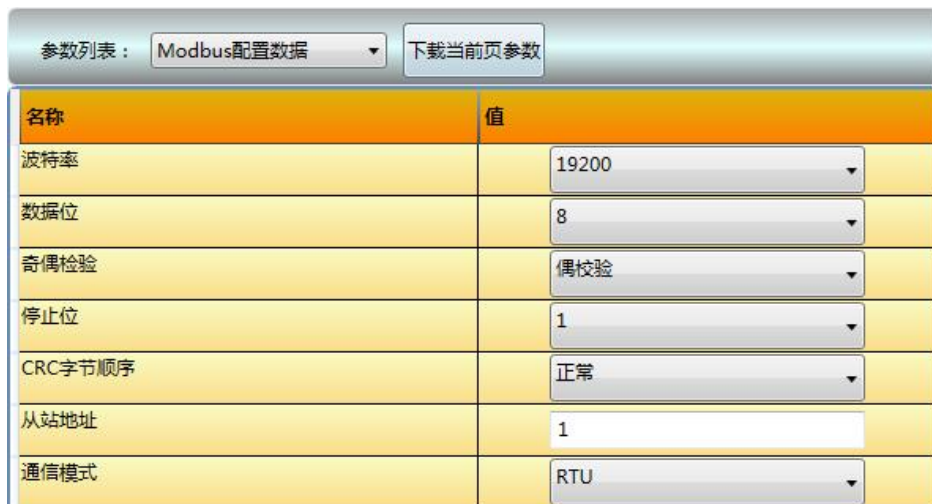 参数列表： Modbus配置数据 下载当前页参数
名称 值
波特率 19200
数据位 8
奇偶检验 偶校验
停止位 1
CRC字节顺序 正常
从站地址 1
通信模式 RTU